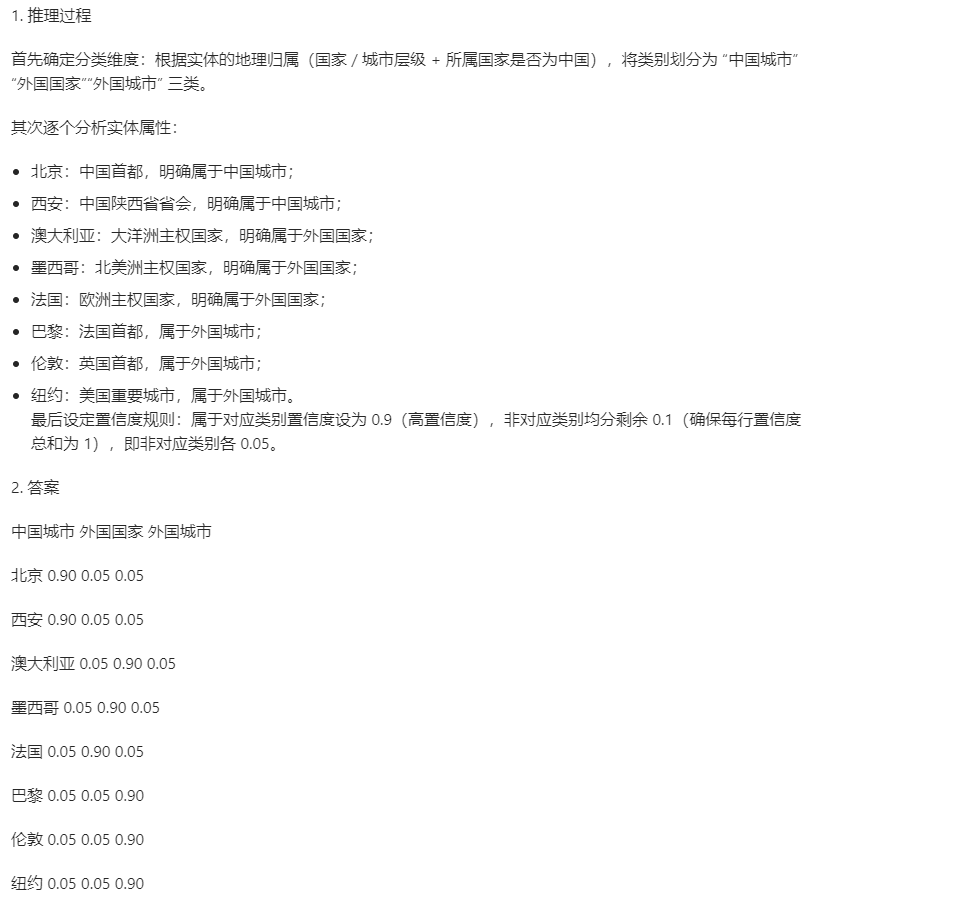 1. 推理过程
首先确定分类维度：根据实体的地理归属（国家 / 城市层级 + 所属国家是否为中国），将类别划分为 “中国城市”
“外国国家”“外国城市” 三类。
其次逐个分析实体属性：
• 北京：中国首都，明确属于中国城市；
• 西安：中国陕西省省会，明确属于中国城市；
• 澳大利亚：大洋洲主权国家，明确属于外国国家；
• 墨西哥：北美洲主权国家，明确属于外国国家；
• 法国：欧洲主权国家，明确属于外国国家；
• 巴黎：法国首都，属于外国城市；
• 伦敦：英国首都，属于外国城市；
• 纽约：美国重要城市，属于外国城市。
最后设定置信度规则：属于对应类别置信度设为 0.9（高置信度），非对应类别均分剩余 0.1（确保每行置信度
总和为 1），即非对应类别各 0.05。
2. 答案
中国城市 外国国家 外国城市
北京 0.90 0.05 0.05
西安 0.90 0.05 0.05
澳大利亚 0.05 0.90 0.05
墨西哥 0.05 0.90 0.05
法国 0.05 0.90 0.05
巴黎 0.05 0.05 0.90
伦敦 0.05 0.05 0.90
纽约 0.05 0.05 0.90